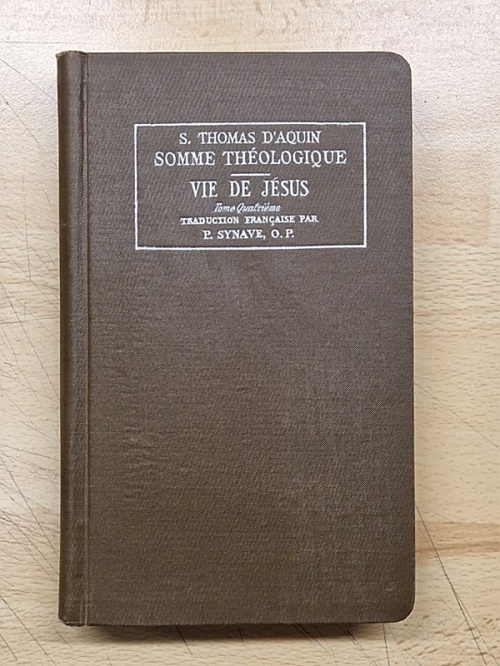 S. THOMAS D'AQUIN
SOMME THÉOLOGIQUE
VIE DE JÉSUS
Tome Quatrième
TRADUCTION FRANÇAISE PAR
P. SYNAVE, O. P.